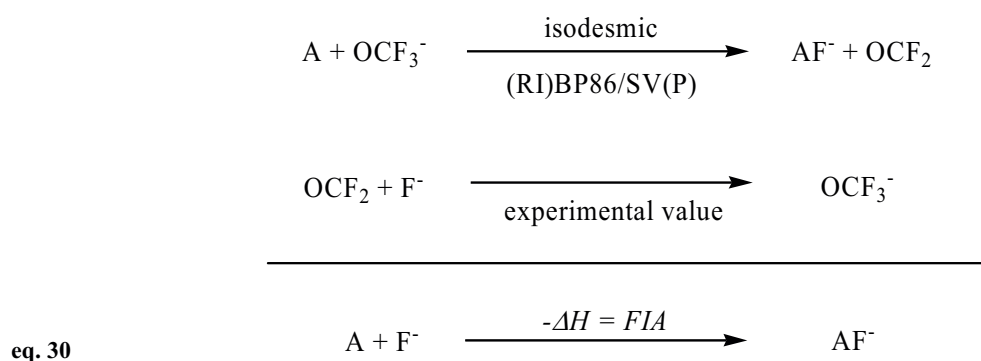 isodesmic
A + OCF₃⁻ AF⁻ + OCF₂
(RI)BP86/SV(P)
OCF₂ + F⁻ OCF₃⁻
experimental value
-ΔH = FIA
eq. 30 A + F⁻ AF⁻